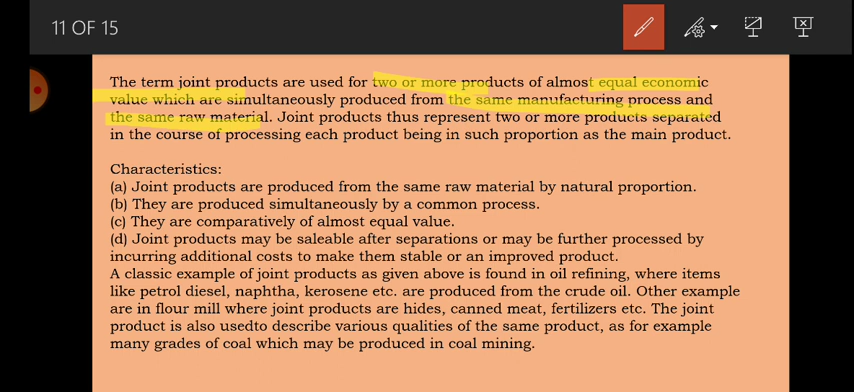 11 OF 15
The term joint products are used for two or more products of almost equal economic
value which are simultaneously produced from the same manufacturing process and
the same raw material. Joint products thus represent two or more products separated
in the course of processing each product being in such proportion as the main product.
Characteristics:
(a) Joint products are produced from the same raw material by natural proportion.
(b) They are produced simultaneously by a common process.
(c) They are comparatively of almost equal value.
(d) Joint products may be saleable after separations or may be further processed by
incurring additional costs to make them stable or an improved product.
A classic example of joint products as given above is found in oil refining, where items
like petrol diesel, naphtha, kerosene etc. are produced from the crude oil. Other example
are in flour mill where joint products are hides, canned meat, fertilizers etc. The joint
product is also usedto describe various qualities of the same product, as for example
many grades of coal which may be produced in coal mining.